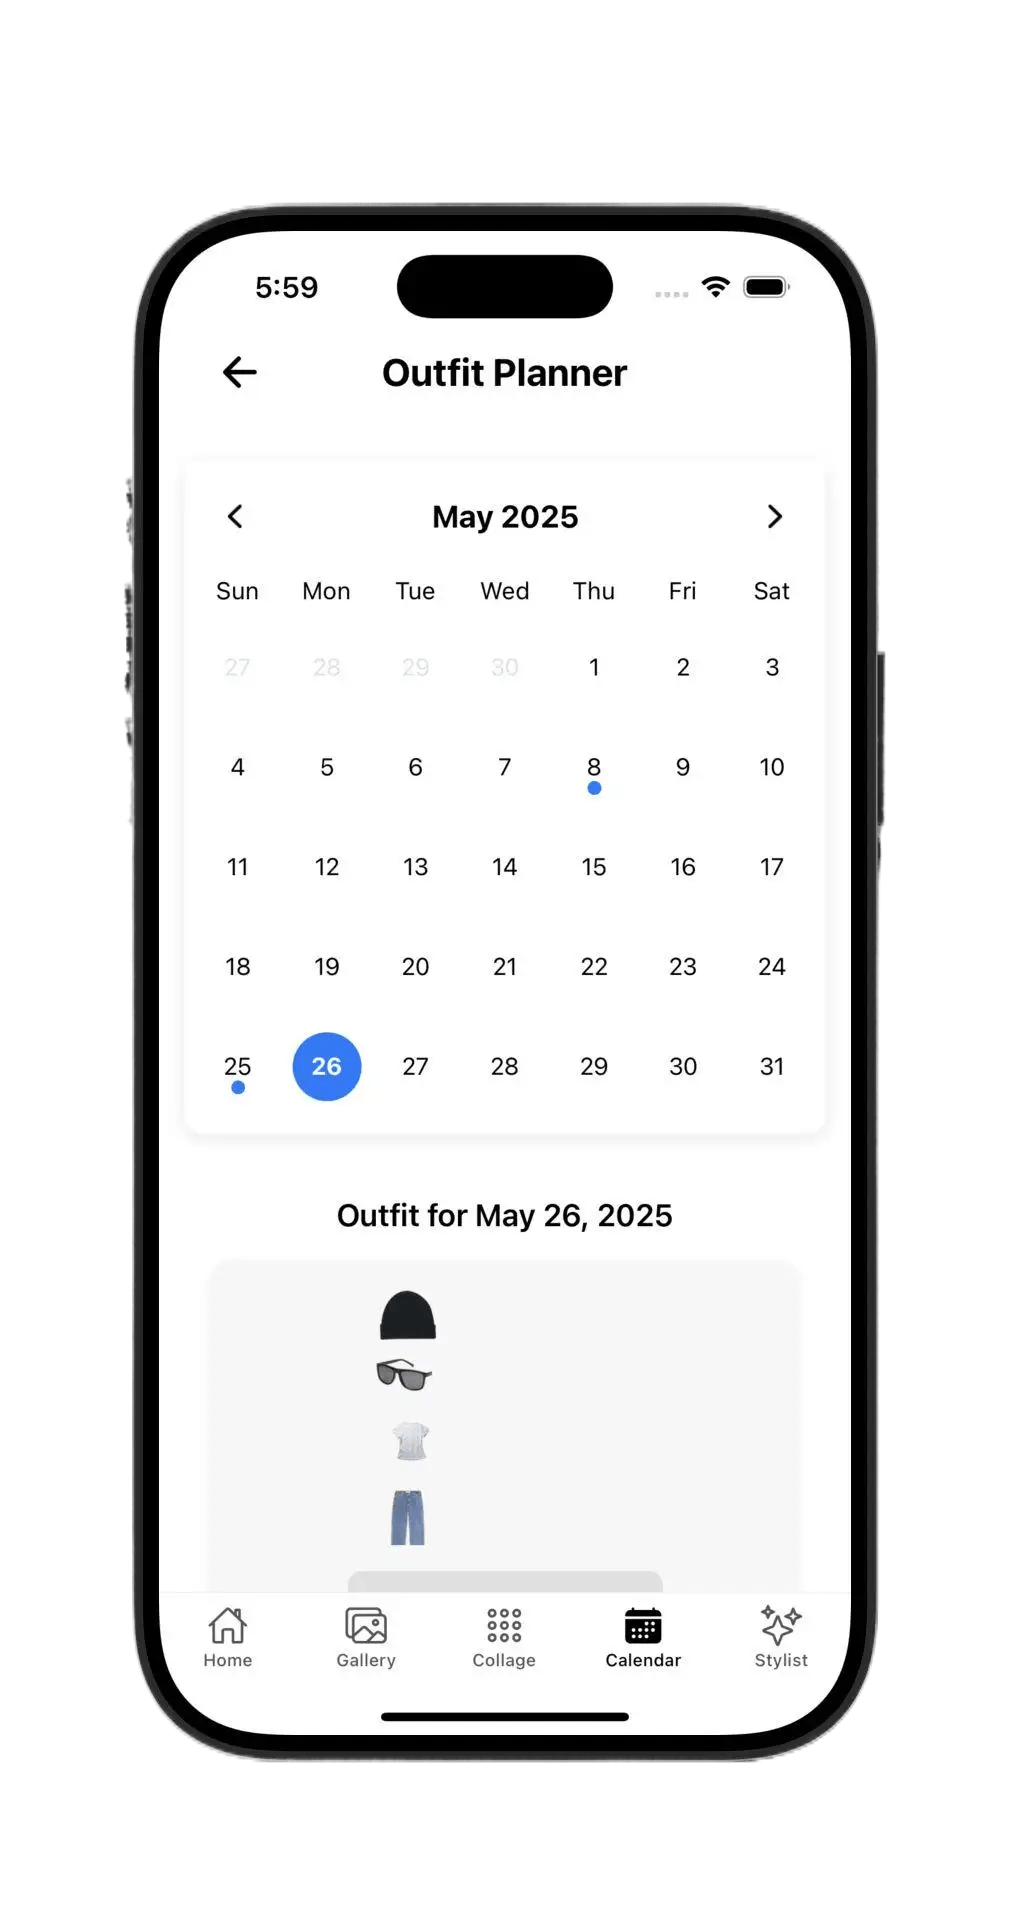 5:59
Outfit Planner
May 2025
Sun Mon Tue Wed Thu Fri Sat
27 28 29 30 1 2 3
4 5 6 7 8 9 10
11 12 13 14 15 16 17
18 19 20 21 22 23 24
25 26 27 28 29 30 31
Outfit for May 26, 2025
Home Gallery Collage Calendar Stylist